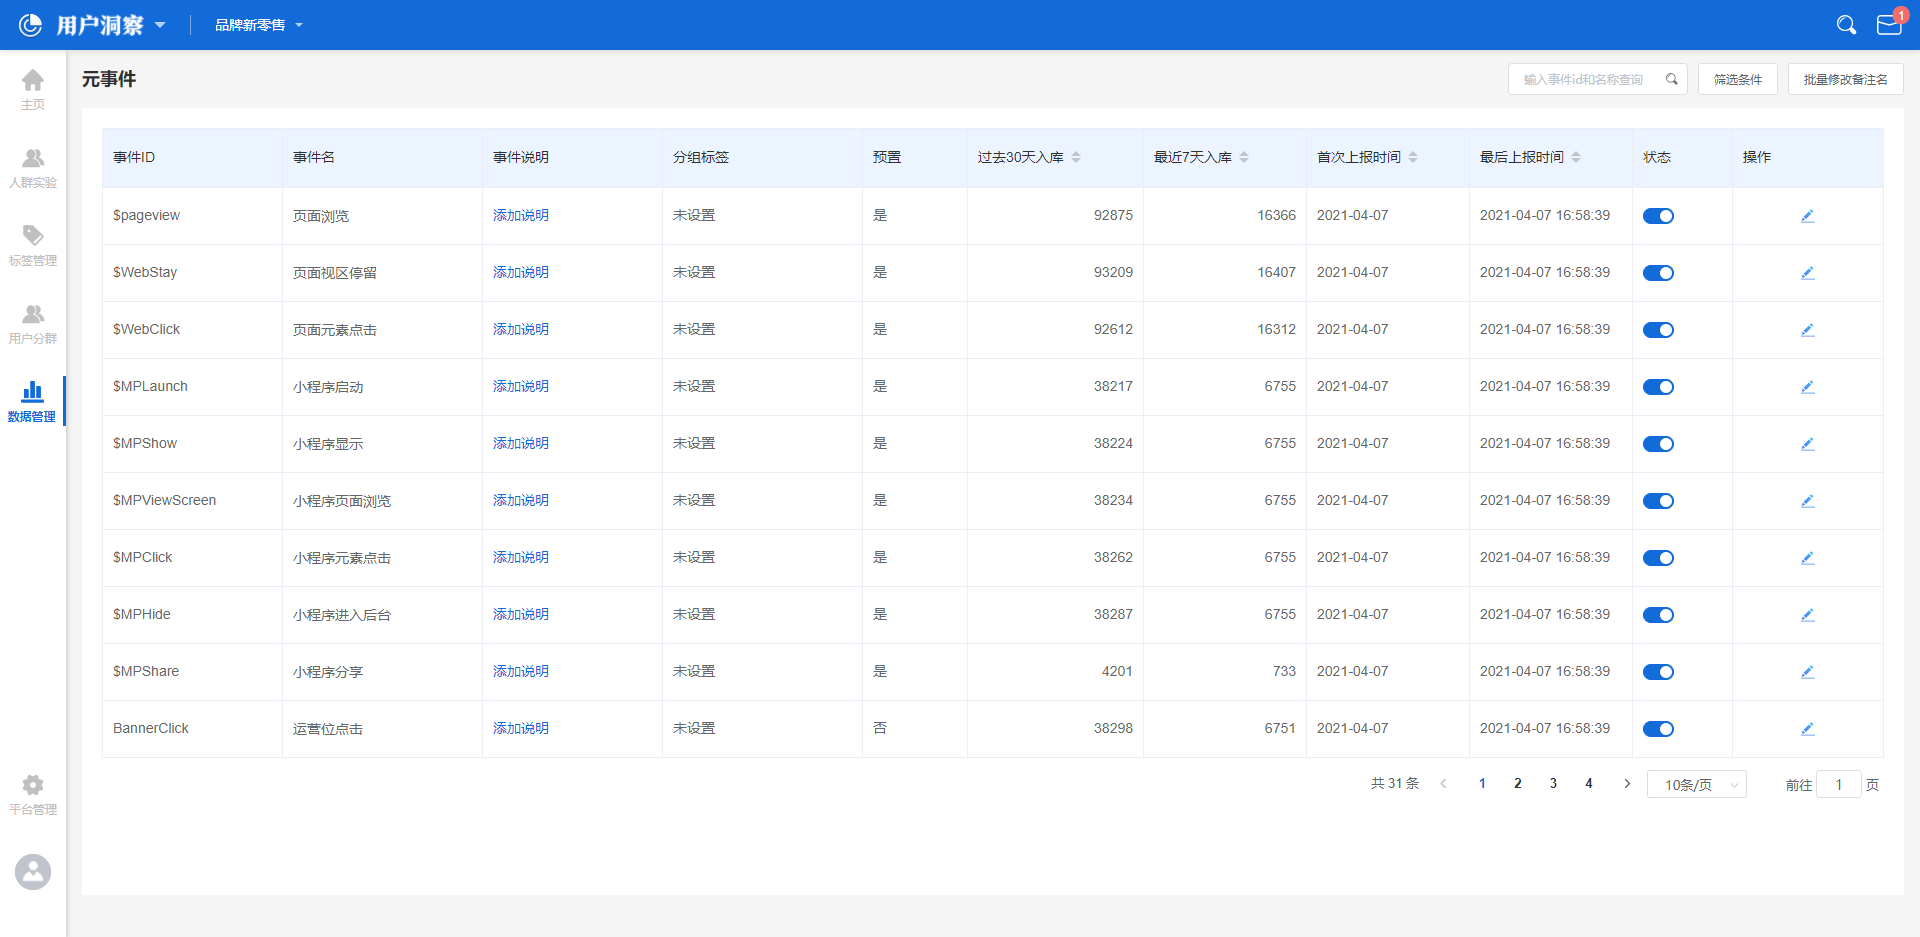 用户洞察 品牌新零售 1
主页
人群实验
标签管理
用户分群
数据管理
平台管理
元事件 输入事件id和名称查询 筛选条件 批量修改备注名
事件ID 事件名 事件说明 分组标签 预置 过去30天入库 最近7天入库 首次上报时间 最后上报时间 状态 操作
$pageview 页面浏览 添加说明 未设置 是 92875 16366 2021-04-07 2021-04-07 16:58:39
$WebStay 页面视区停留 添加说明 未设置 是 93209 16407 2021-04-07 2021-04-07 16:58:39
$WebClick 页面元素点击 添加说明 未设置 是 92612 16312 2021-04-07 2021-04-07 16:58:39
$MPLaunch 小程序启动 添加说明 未设置 是 38217 6755 2021-04-07 2021-04-07 16:58:39
$MPShow 小程序显示 添加说明 未设置 是 38224 6755 2021-04-07 2021-04-07 16:58:39
$MPViewScreen 小程序页面浏览 添加说明 未设置 是 38234 6755 2021-04-07 2021-04-07 16:58:39
$MPClick 小程序元素点击 添加说明 未设置 是 38262 6755 2021-04-07 2021-04-07 16:58:39
$MPHide 小程序进入后台 添加说明 未设置 是 38287 6755 2021-04-07 2021-04-07 16:58:39
$MPShare 小程序分享 添加说明 未设置 是 4201 733 2021-04-07 2021-04-07 16:58:39
BannerClick 运营位点击 添加说明 未设置 否 38298 6751 2021-04-07 2021-04-07 16:58:39
共 31 条 1 2 3 4 10条/页 前往 1 页